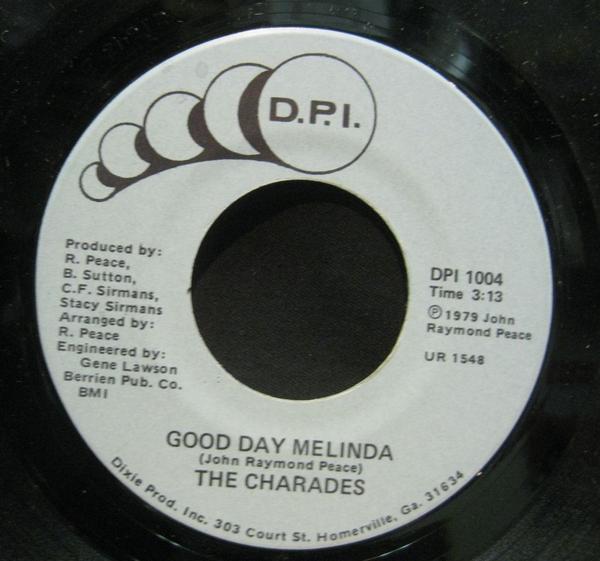 D.P.I.
Produced by:
R. Peace,
B. Sutton,
C.F. Sirmans,
Stacy Sirmans
Arranged by:
R. Peace
Engineered by:
Gene Lawson
Berrien Pub. Co.
BMI
DPI 1004
Time 3:13
℗ 1979 John
Raymond Peace
UR 1548
GOOD DAY MELINDA
(John Raymond Peace)
THE CHARADES
Dixie Prod. Inc. 303 Court St. Homerville, Ga. 31634